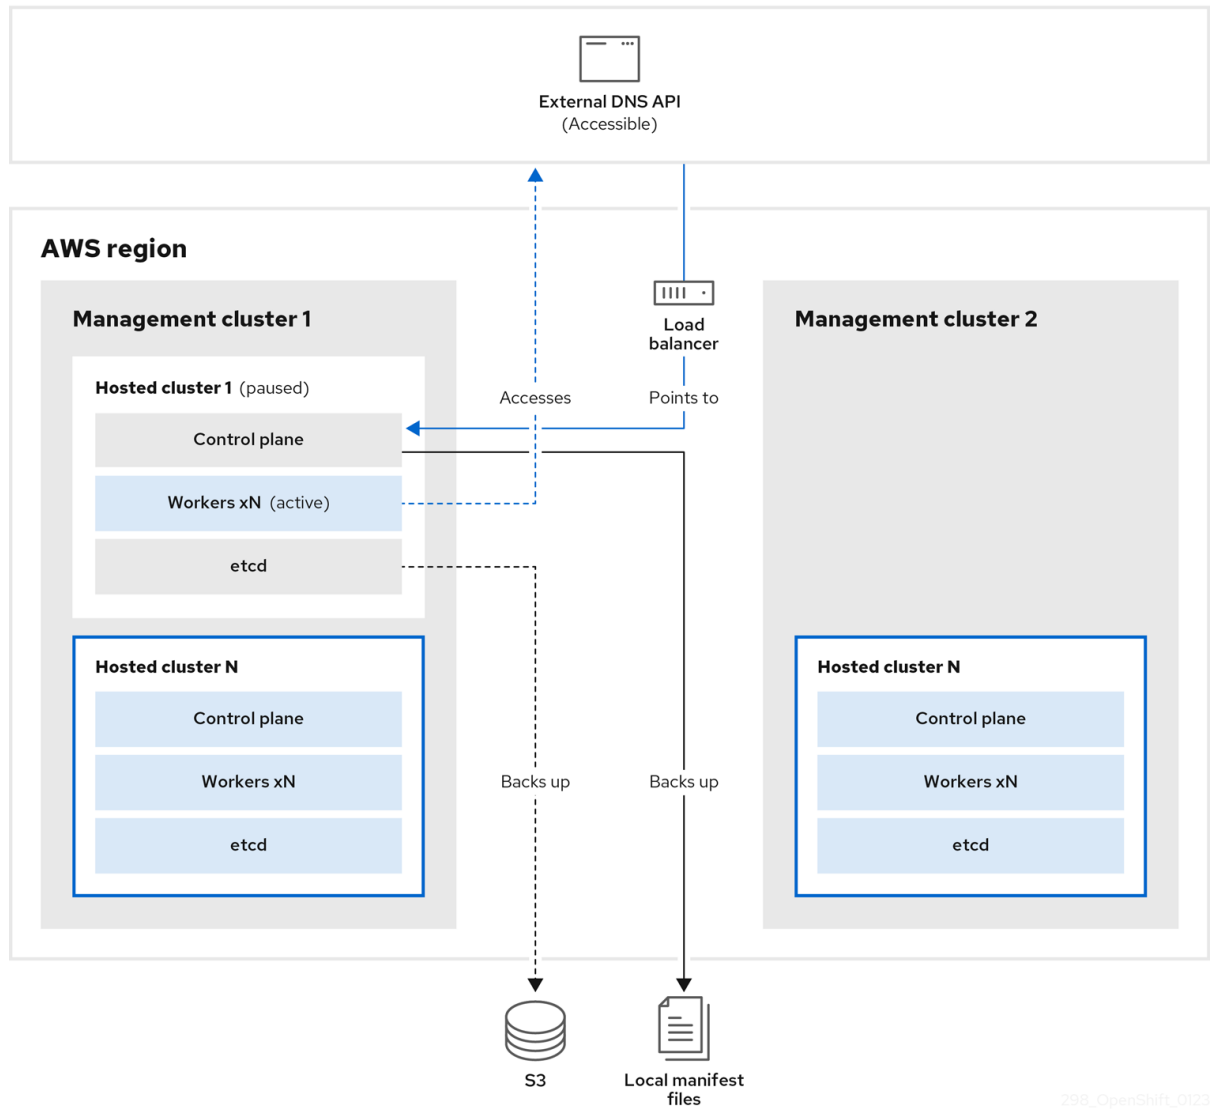 External DNS API
(Accessible)
AWS region
Management cluster 1
Hosted cluster 1 (paused)
Control plane
Workers xN (active)
etcd
Hosted cluster N
Control plane
Workers xN
etcd
Accesses
Load
balancer
Points to
Backs up
Backs up
Management cluster 2
Hosted cluster N
Control plane
Workers xN
etcd
S3
Local manifest
files
298_OpenShift_0123